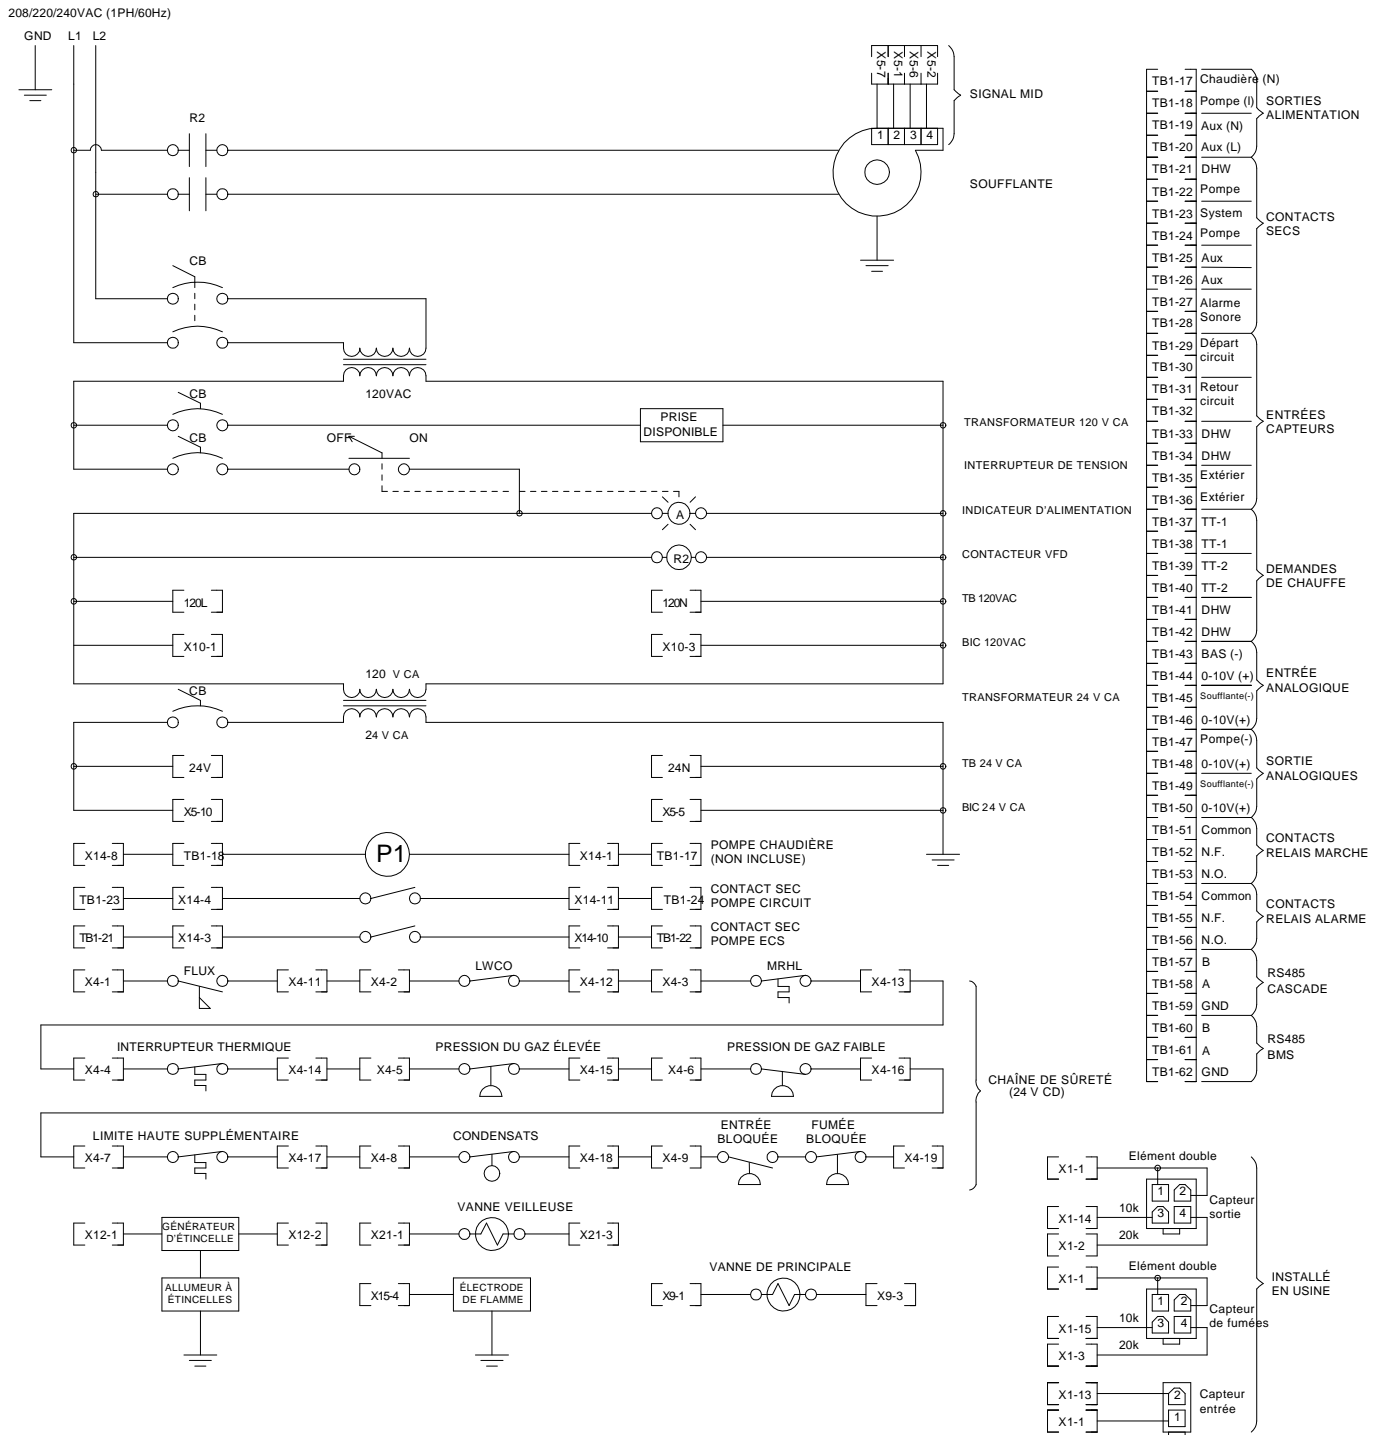 208/220/240VAC (1PH/60Hz)
GND L1 L2
R2
X5-7 X5-1 X5-6 X5-2
SIGNAL MID
1 2 3 4
SOUFFLANTE
CB
120VAC
CB
PRISE
DISPONIBLE
TRANSFORMATEUR 120 V CA
CB
OFF ON
INTERRUPTEUR DE TENSION
A
INDICATEUR D'ALIMENTATION
R2
CONTACTEUR VFD
120L 120N
TB 120VAC
X10-1 X10-3
BIC 120VAC
120 V CA
CB
TRANSFORMATEUR 24 V CA
24 V CA
24V 24N
TB 24 V CA
X5-10 X5-5
BIC 24 V CA
X14-8 TB1-18 P1 X14-1 TB1-17
POMPE CHAUDIÈRE
(NON INCLUSE)
TB1-23 X14-4 X14-11 TB1-24
CONTACT SEC
POMPE CIRCUIT
TB1-21 X14-3 X14-10 TB1-22
CONTACT SEC
POMPE ECS
FLUX LWCO MRHL
X4-1 X4-11 X4-2 X4-12 X4-3 X4-13
INTERRUPTEUR THERMIQUE PRESSION DU GAZ ÉLEVÉE PRESSION DE GAZ FAIBLE
X4-4 X4-14 X4-5 X4-15 X4-6 X4-16
CHAÎNE DE SÛRETÉ
(24 V CD)
LIMITE HAUTE SUPPLÉMENTAIRE CONDENSATS
ENTRÉE
BLOQUÉE
FUMÉE
BLOQUÉE
X4-7 X4-17 X4-8 X4-18 X4-9 X4-19
VANNE VEILLEUSE
X12-1
GÉNÉRATEUR
D'ÉTINCELLE
X12-2 X21-1 X21-3
ALLUMEUR À
ÉTINCELLES
X15-4
ÉLECTRODE
DE FLAMME
VANNE DE PRINCIPALE
X9-1 X9-3
TB1-17 Chaudière (N)
TB1-18 Pompe (l)
TB1-19 Aux (N)
TB1-20 Aux (L)
SORTIES
ALIMENTATION
TB1-21 DHW
TB1-22 Pompe
TB1-23 System
TB1-24 Pompe
TB1-25 Aux
TB1-26 Aux
TB1-27 Alarme
TB1-28 Sonore
CONTACTS
SECS
TB1-29 Départ
TB1-30 circuit
TB1-31 Retour
TB1-32 circuit
TB1-33 DHW
TB1-34 DHW
TB1-35 Extérier
TB1-36 Extérier
ENTRÉES
CAPTEURS
TB1-37 TT-1
TB1-38 TT-1
TB1-39 TT-2
TB1-40 TT-2
TB1-41 DHW
TB1-42 DHW
DEMANDES
DE CHAUFFE
TB1-43 BAS (-)
TB1-44 0-10V (+)
TB1-45 Soufflante(-)
TB1-46 0-10V(+)
ENTRÉE
ANALOGIQUE
TB1-47 Pompe(-)
TB1-48 0-10V(+)
TB1-49 Soufflante(-)
TB1-50 0-10V(+)
SORTIE
ANALOGIQUES
TB1-51 Common
TB1-52 N.F.
TB1-53 N.O.
CONTACTS
RELAIS MARCHE
TB1-54 Common
TB1-55 N.F.
TB1-56 N.O.
CONTACTS
RELAIS ALARME
TB1-57 B
TB1-58 A
TB1-59 GND
RS485
CASCADE
TB1-60 B
TB1-61 A
TB1-62 GND
RS485
BMS
Elément double
X1-1
1 2
Capteur
sortie
X1-14 10k 3 4
X1-2 20k
Elément double
X1-1
1 2
Capteur
de fumées
X1-15 10k 3 4
X1-3 20k
INSTALLÉ
EN USINE
X1-13 2
Capteur
entrée
X1-1 1